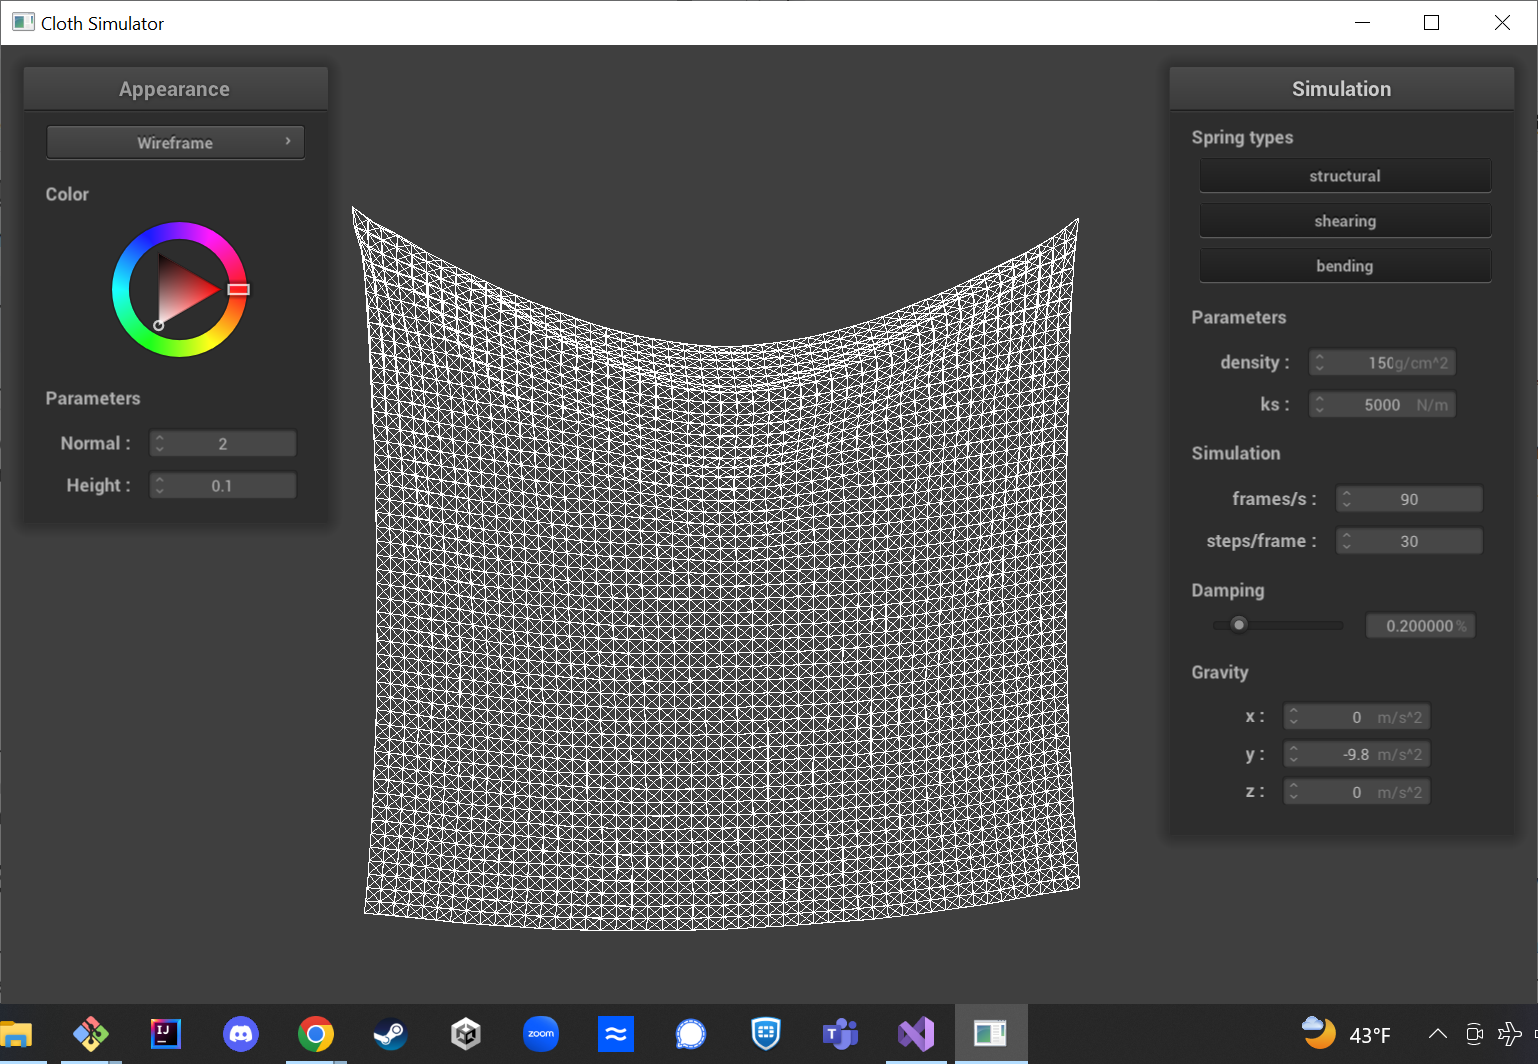 Cloth Simulator
Appearance
Wireframe
Color
Parameters
Normal : 2
Height : 0.1
Simulation
Spring types
structural
shearing
bending
Parameters
density : 150g/cm^2
ks : 5000 N/m
Simulation
frames/s : 90
steps/frame : 30
Damping
0.200000 %
Gravity
x : 0 m/s^2
y : -9.8 m/s^2
z : 0 m/s^2
IJ
zoom
T
43°F